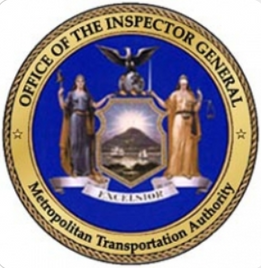 OFFICE OF THE INSPECTOR GENERAL
EXCELSIOR
Metropolitan Transportation Authority